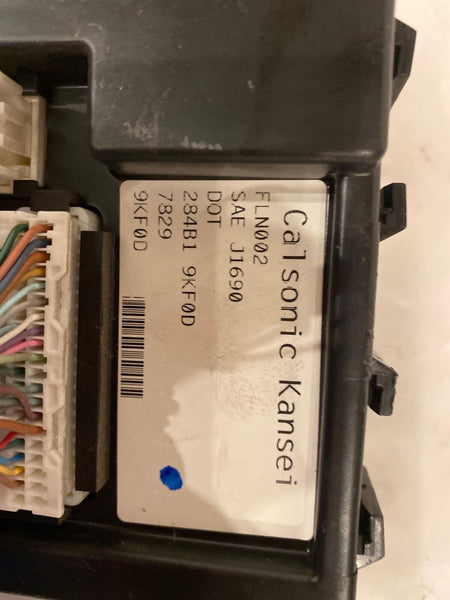 Calsonic Kansei
FLN002
SAE J1690
DOT
284B1 9KF0D
7829
9KF0D